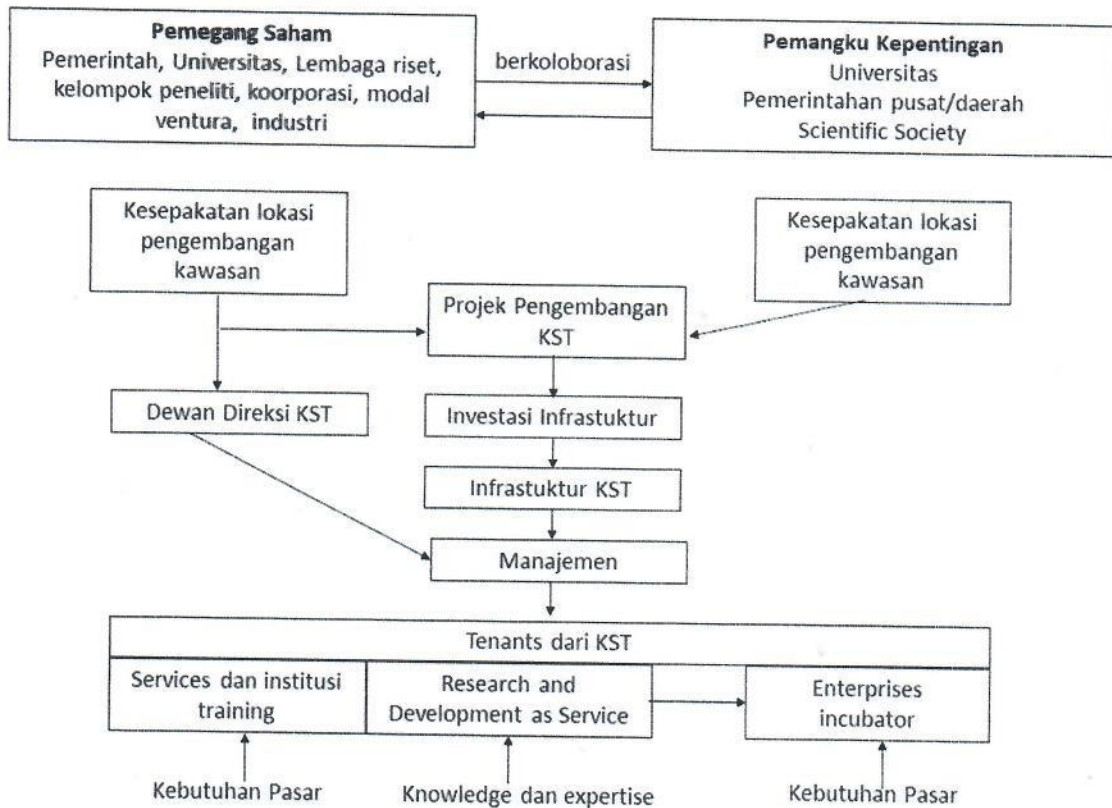 Pemegang Saham
Pemerintah, Universitas, Lembaga riset,
kelompok peneliti, koorporasi, modal
ventura, industri
berkoloborasi
Pemangku Kepentingan
Universitas
Pemerintahan pusat/daerah
Scientific Society
Kesepakatan lokasi
pengembangan
kawasan
Kesepakatan lokasi
pengembangan
kawasan
Projek Pengembangan
KST
Dewan Direksi KST
Investasi Infrastuktur
Infrastuktur KST
Manajemen
Tenants dari KST
Services dan institusi
training
Research and
Development as Service
Enterprises
incubator
Kebutuhan Pasar
Knowledge dan expertise
Kebutuhan Pasar